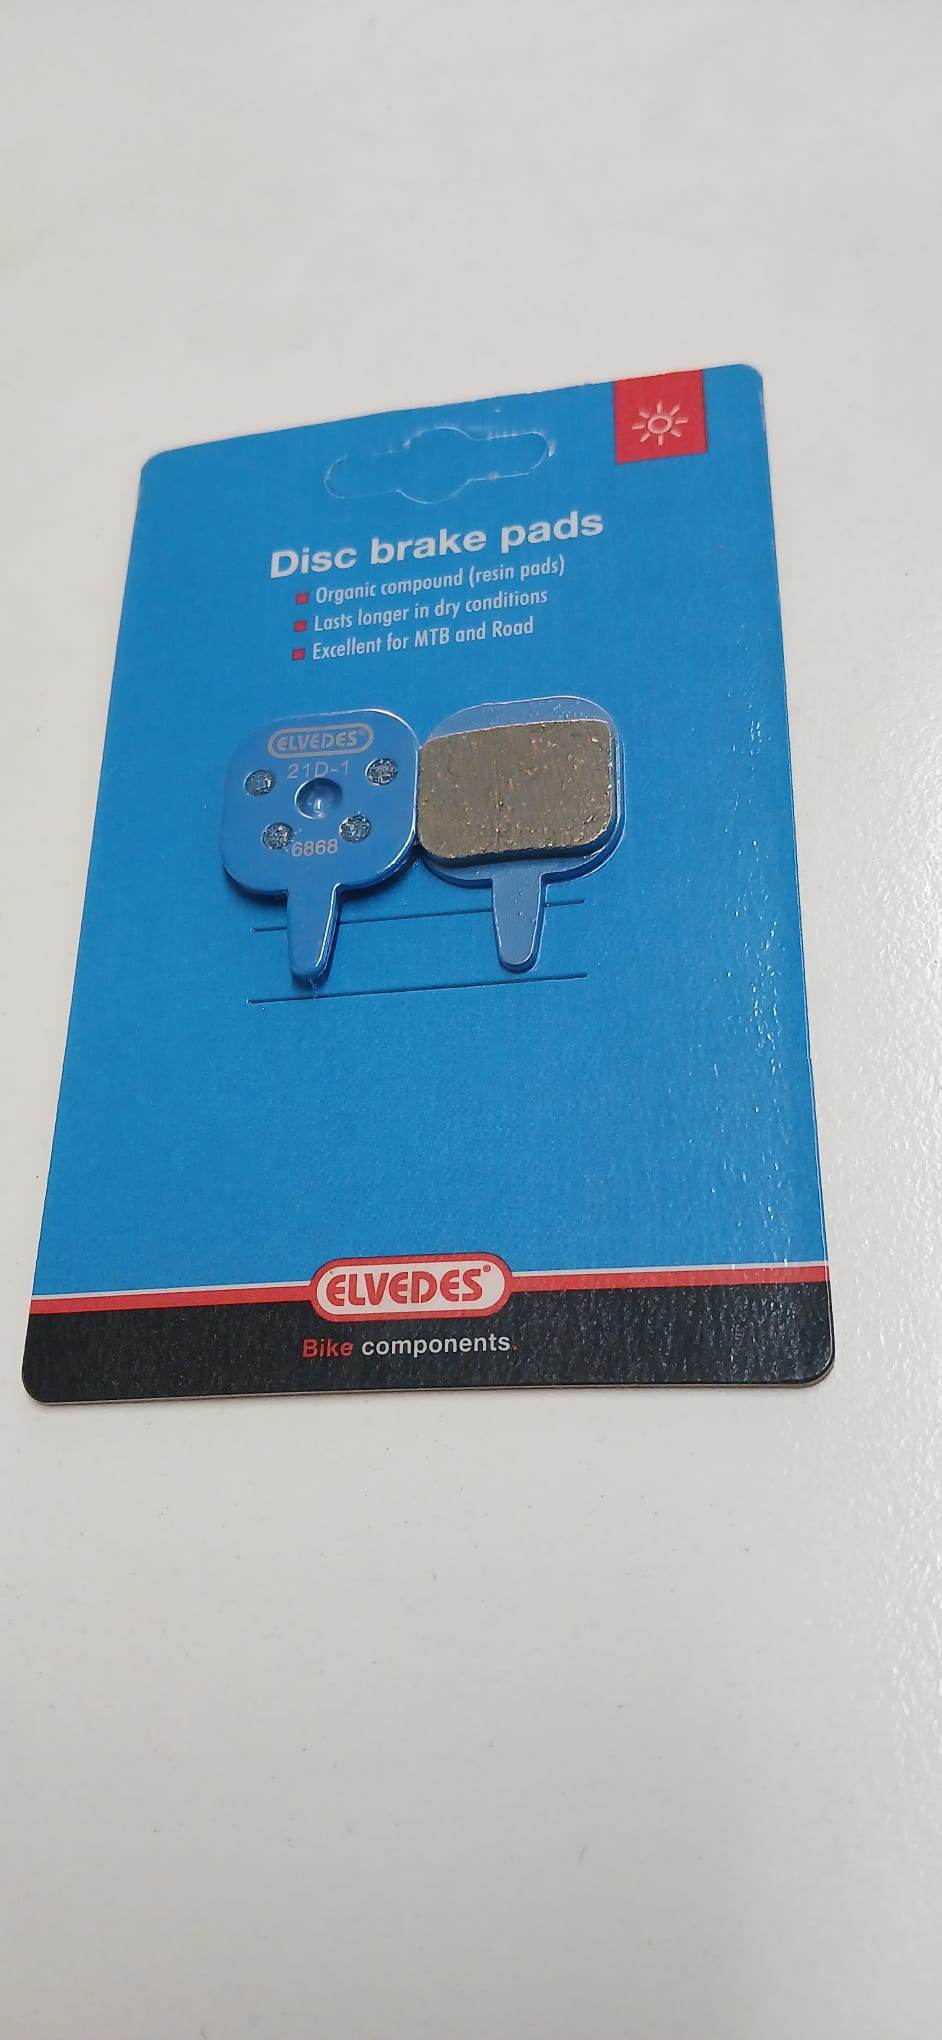 Disc brake pads
Organic compound (resin pads)
Lasts longer in dry conditions
Excellent for MTB and Road
ELVEDES®
21D-1
6868
ELVEDES®
Bike components.